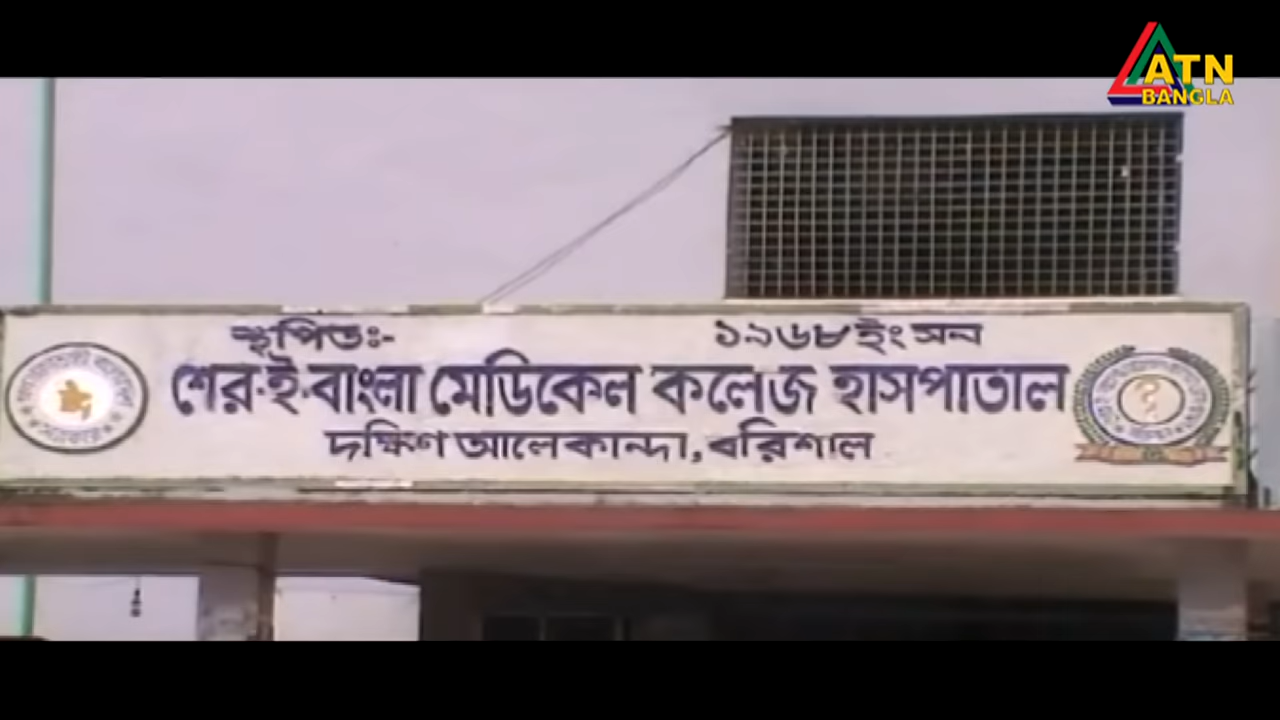 ATN
BANGLA
স্থাপিতঃ- ১৯৬৮ইং সন
শের-ই-বাংলা মেডিকেল কলেজ হাসপাতাল
দক্ষিণ আলেকান্দা, বরিশাল